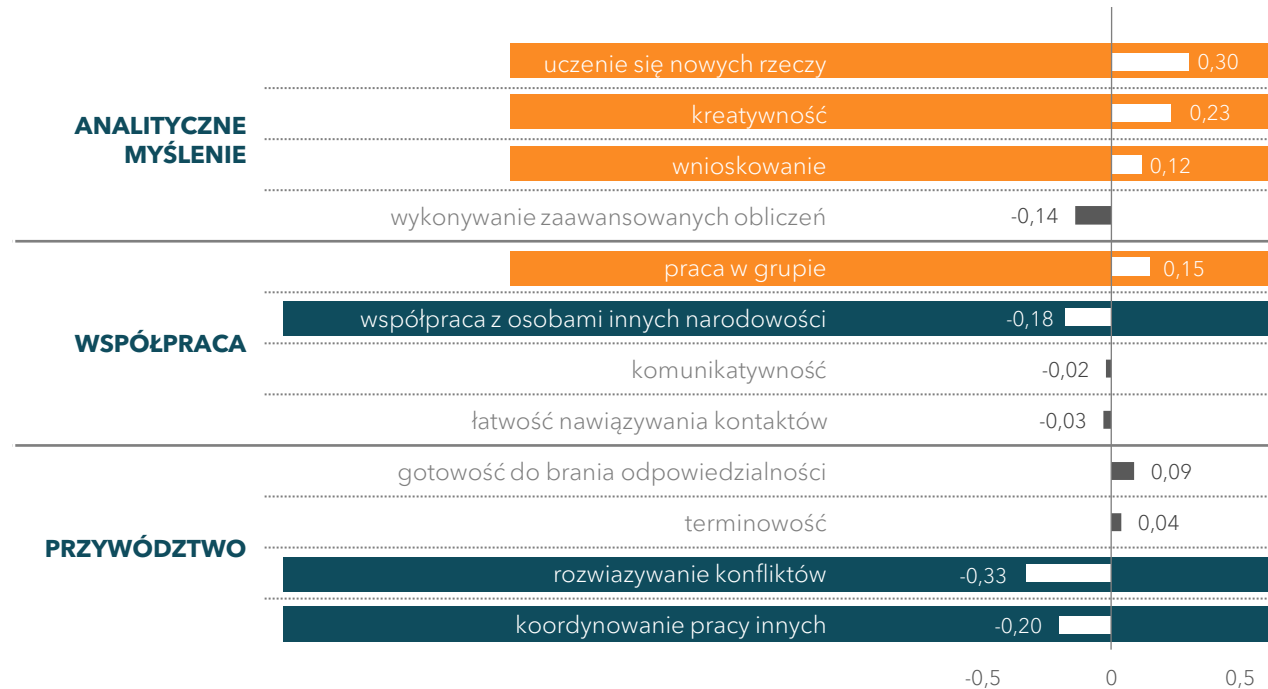 uczenie się nowych rzeczy 0,30
kreatywność 0,23
ANALITYCZNE
MYŚLENIE
wnioskowanie 0,12
wykonywanie zaawansowanych obliczeń -0,14
praca w grupie 0,15
współpraca z osobami innych narodowości -0,18
WSPÓŁPRACA
komunikatywność -0,02
łatwość nawiązywania kontaktów -0,03
gotowość do brania odpowiedzialności 0,09
terminowość 0,04
PRZYWÓDZTWO
rozwiazywanie konfliktów -0,33
koordynowanie pracy innych -0,20
-0,5 0 0,5